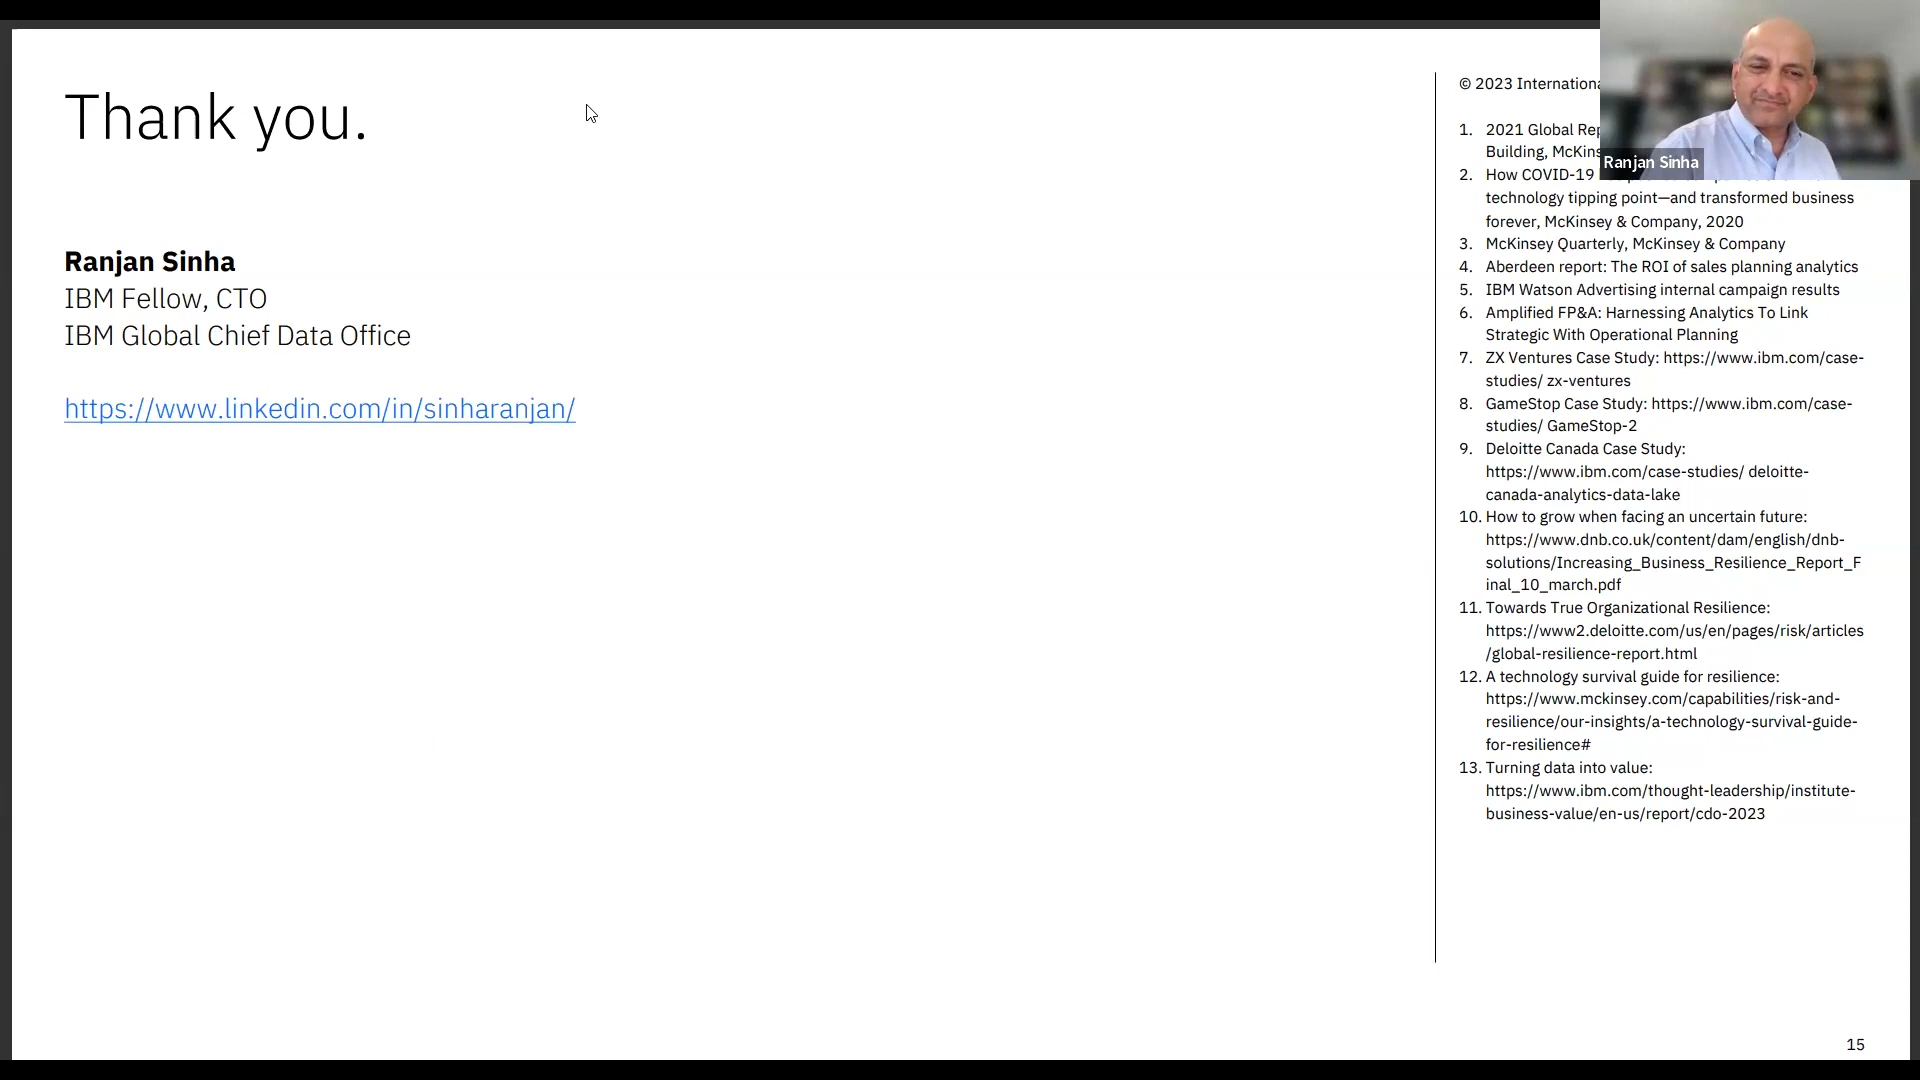 Thank you.
Ranjan Sinha
IBM Fellow, CTO
IBM Global Chief Data Office
https://www.linkedin.com/in/sinharanjan/
© 2023
1. 2021 Global
Building,
2. How COVID-19
technology tipping point—and transformed business
forever, McKinsey & Company, 2020
3. McKinsey Quarterly, McKinsey & Company
4. Aberdeen report: The ROI of sales planning analytics
5. IBM Watson Advertising internal campaign results
6. Amplified FP&A: Harnessing Analytics To Link
Strategic With Operational Planning
7. ZX Ventures Case Study: https://www.ibm.com/case-
studies/ zx-ventures
8. GameStop Case Study: https://www.ibm.com/case-
studies/ GameStop-2
9. Deloitte Canada Case Study:
https://www.ibm.com/case-studies/ deloitte-
canada-analytics-data-lake
10. How to grow when facing an uncertain future:
https://www.dnb.co.uk/content/dam/english/dnb-
solutions/Increasing_Business_Resilience_Report_F
inal_10_march.pdf
11. Towards True Organizational Resilience:
https://www2.deloitte.com/us/en/pages/risk/articles
/global-resilience-report.html
12. A technology survival guide for resilience:
https://www.mckinsey.com/capabilities/risk-and-
resilience/our-insights/a-technology-survival-guide-
for-resilience#
13. Turning data into value:
https://www.ibm.com/thought-leadership/institute-
business-value/en-us/report/cdo-2023
15
Ranjan Sinha